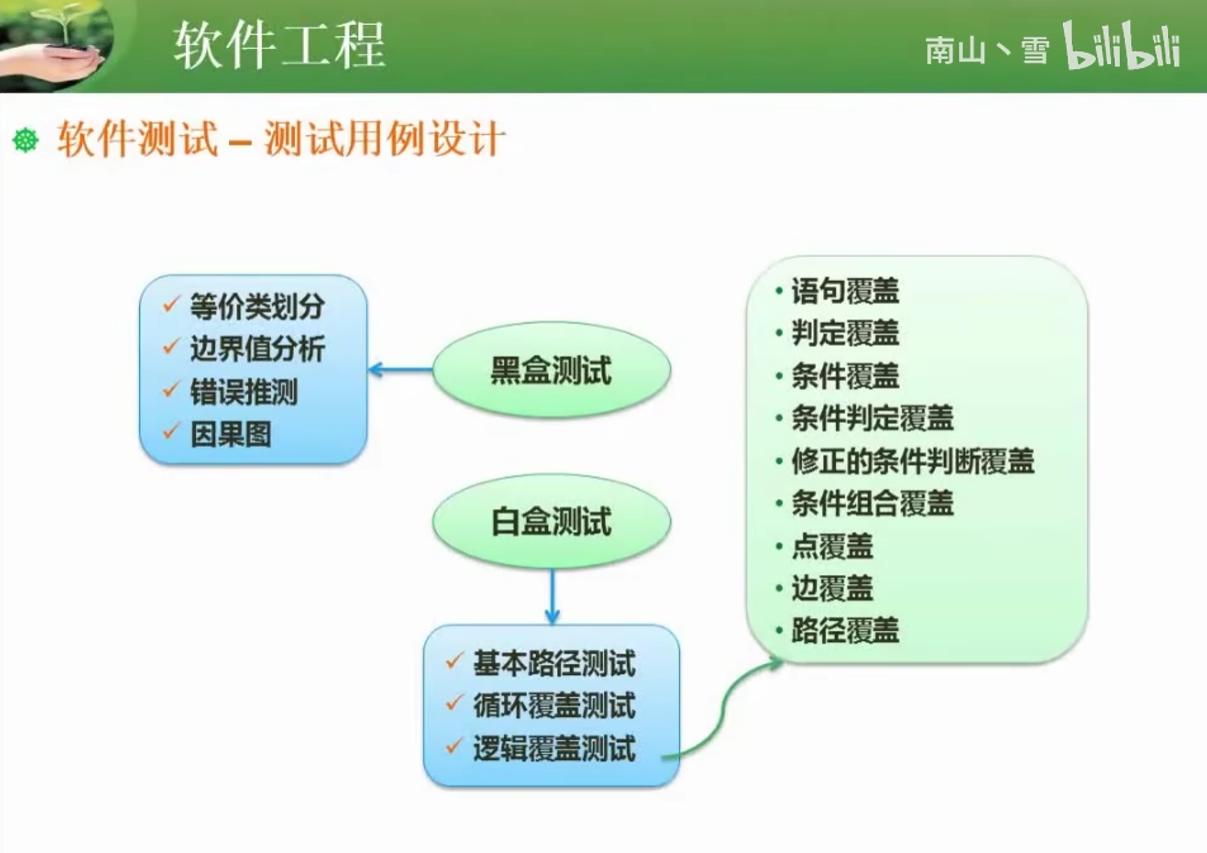 软件工程
南山丶雪 bilibili
软件测试 – 测试用例设计
等价类划分
边界值分析
错误推测
因果图
黑盒测试
白盒测试
基本路径测试
循环覆盖测试
逻辑覆盖测试
语句覆盖
判定覆盖
条件覆盖
条件判定覆盖
修正的条件判断覆盖
条件组合覆盖
点覆盖
边覆盖
路径覆盖